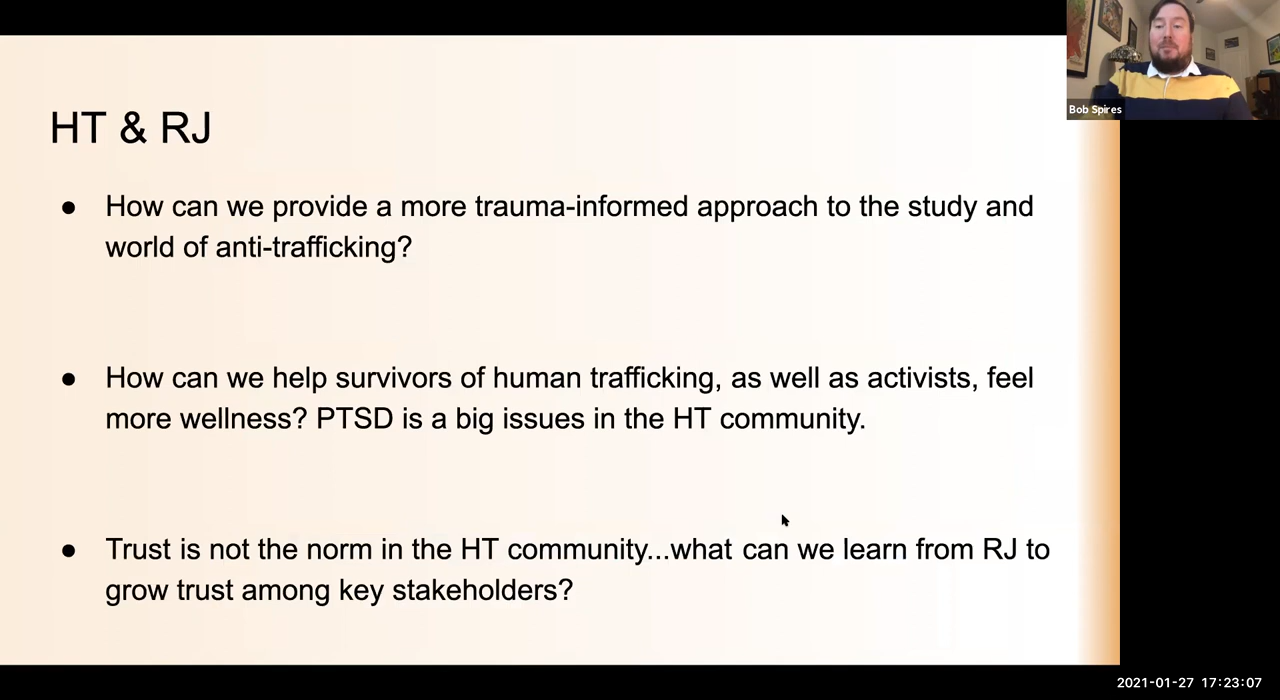 Bob Spires
HT & RJ
● How can we provide a more trauma-informed approach to the study and
world of anti-trafficking?
● How can we help survivors of human trafficking, as well as activists, feel
more wellness? PTSD is a big issues in the HT community.
● Trust is not the norm in the HT community...what can we learn from RJ to
grow trust among key stakeholders?
2021-01-27 17:23:07